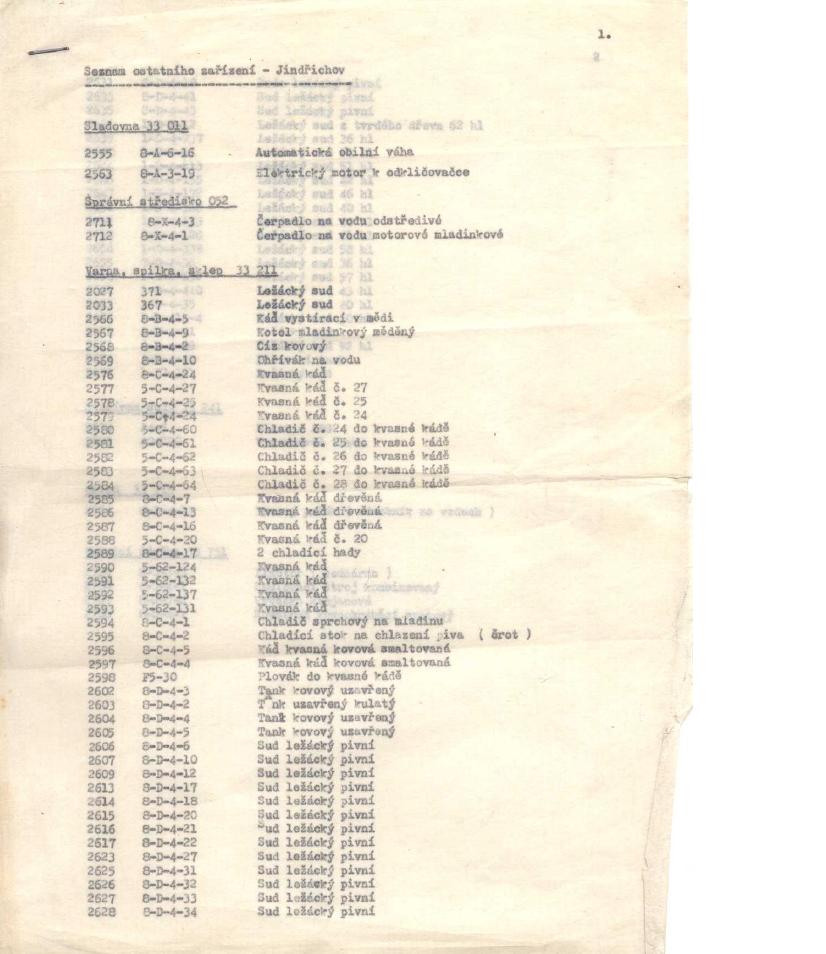 1.
2
Seznam ostatního zařízení - Jindřichov
Sladovna 33 011
2555 8-A-6-16 Automatická obilní váha
2563 8-A-3-19 Elektrický motor k odkličovačce
Správní středisko 052
2711 8-X-4-3 Čerpadlo na vodu odstředivé
2712 8-X-4-1 Čerpadlo na vodu motorové mladinkové
Varna, spilka, sklep 33 211
2027 371 Ležácký sud
2033 367 Ležácký sud
2566 8-B-4-5 Káď vystírací v mědi
2567 8-B-4-9 Kotel mladinkový měděný
2568 8-B-4-2 Cíz kovový
2569 8-B-4-10 Ohřívák na vodu
2576 8-C-4-24 Kvasná káď
2577 5-C-4-27 Kvasná káď č. 27
2578 5-C-4-25 Kvasná káď č. 25
2579 5-C-4-24 Kvasná káď č. 24
2580 5-C-4-60 Chladič č. 24 do kvasné kádě
2581 5-C-4-61 Chladič č. 25 do kvasné kádě
2582 5-C-4-62 Chladič č. 26 do kvasné kádě
2583 5-C-4-63 Chladič č. 27 do kvasné kádě
2584 5-C-4-64 Chladič č. 28 do kvasné kádě
2585 8-C-4-7 Kvasná káď dřevěná
2586 8-C-4-13 Kvasná káď dřevěná
2587 8-C-4-16 Kvasná káď dřevěná
2588 5-C-4-20 Kvasná káď č. 20
2589 8-C-4-17 2 chladící hady
2590 5-62-124 Kvasná káď
2591 5-62-132 Kvasná káď
2592 5-62-137 Kvasná káď
2593 5-62-131 Kvasná káď
2594 8-C-4-1 Chladič sprchový na mladinu
2595 8-C-4-2 Chladící stok na chlazení piva ( šrot )
2596 8-C-4-5 Káď kvasná kovová smaltovaná
2597 8-C-4-4 Kvasná káď kovová smaltovaná
2598 F5-30 Plovák do kvasné kádě
2602 8-D-4-3 Tank kovový uzavřený
2603 8-D-4-2 Tank uzavřený kulatý
2604 8-D-4-4 Tank kovový uzavřený
2605 8-D-4-5 Tank kovový uzavřený
2606 8-D-4-6 Sud ležácký pivní
2607 8-D-4-10 Sud ležácký pivní
2609 8-D-4-12 Sud ležácký pivní
2613 8-D-4-17 Sud ležácký pivní
2614 8-D-4-18 Sud ležácký pivní
2615 8-D-4-20 Sud ležácký pivní
2616 8-D-4-21 Sud ležácký pivní
2617 8-D-4-22 Sud ležácký pivní
2623 8-D-4-27 Sud ležácký pivní
2625 8-D-4-31 Sud ležácký pivní
2626 8-D-4-32 Sud ležácký pivní
2627 8-D-4-33 Sud ležácký pivní
2628 8-D-4-34 Sud ležácký pivní